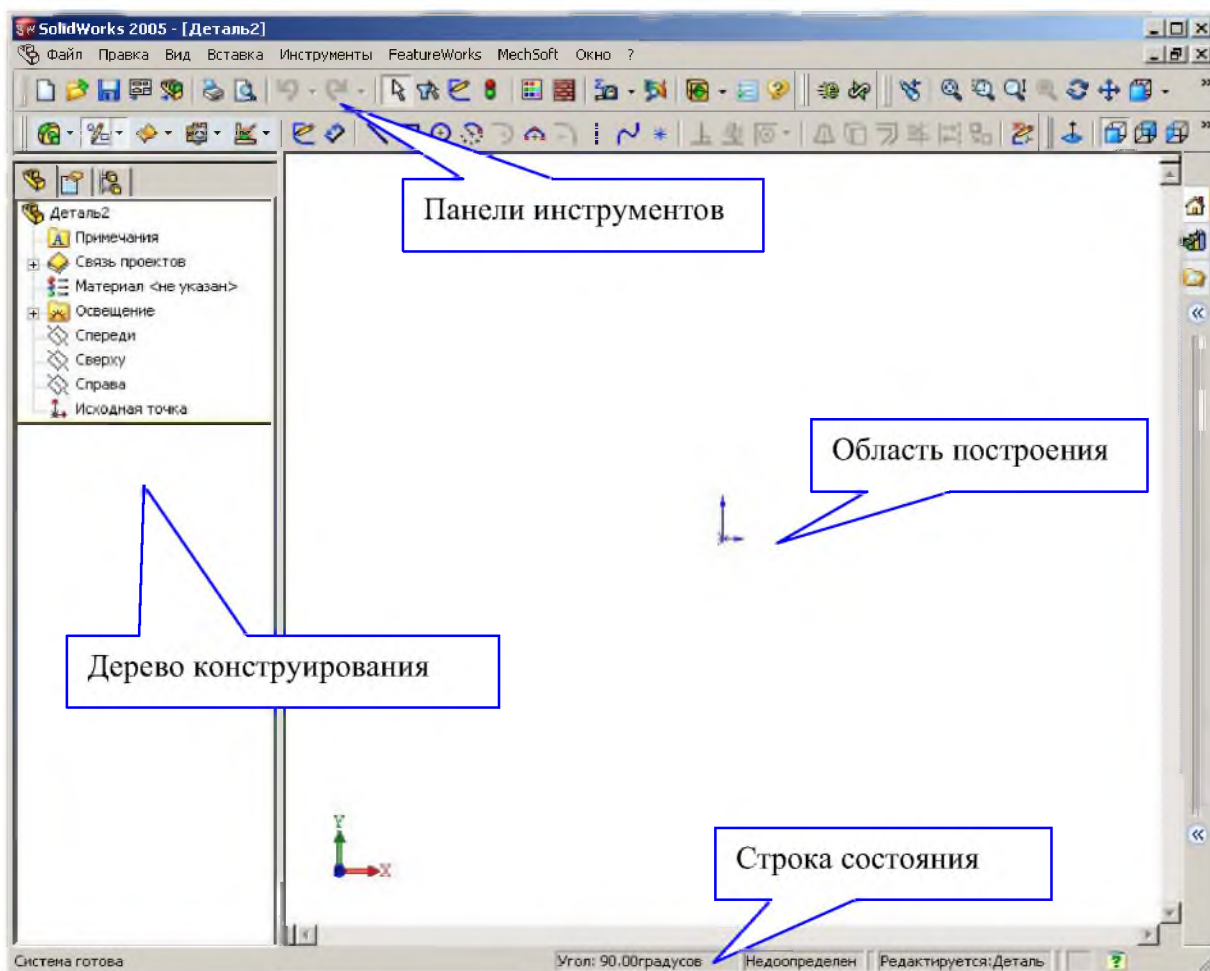 SolidWorks 2005 - [Деталь2]
Файл Правка Вид Вставка Инструменты FeatureWorks MechSoft Окно ?
Панели инструментов
Деталь2
Примечания
Связь проектов
Материал <не указан>
Освещение
Спереди
Сверху
Справа
Исходная точка
Область построения
Дерево конструирования
Y
X
Строка состояния
Система готова
Угол: 90.00градусов
Недоопределен
Редактируется:Деталь